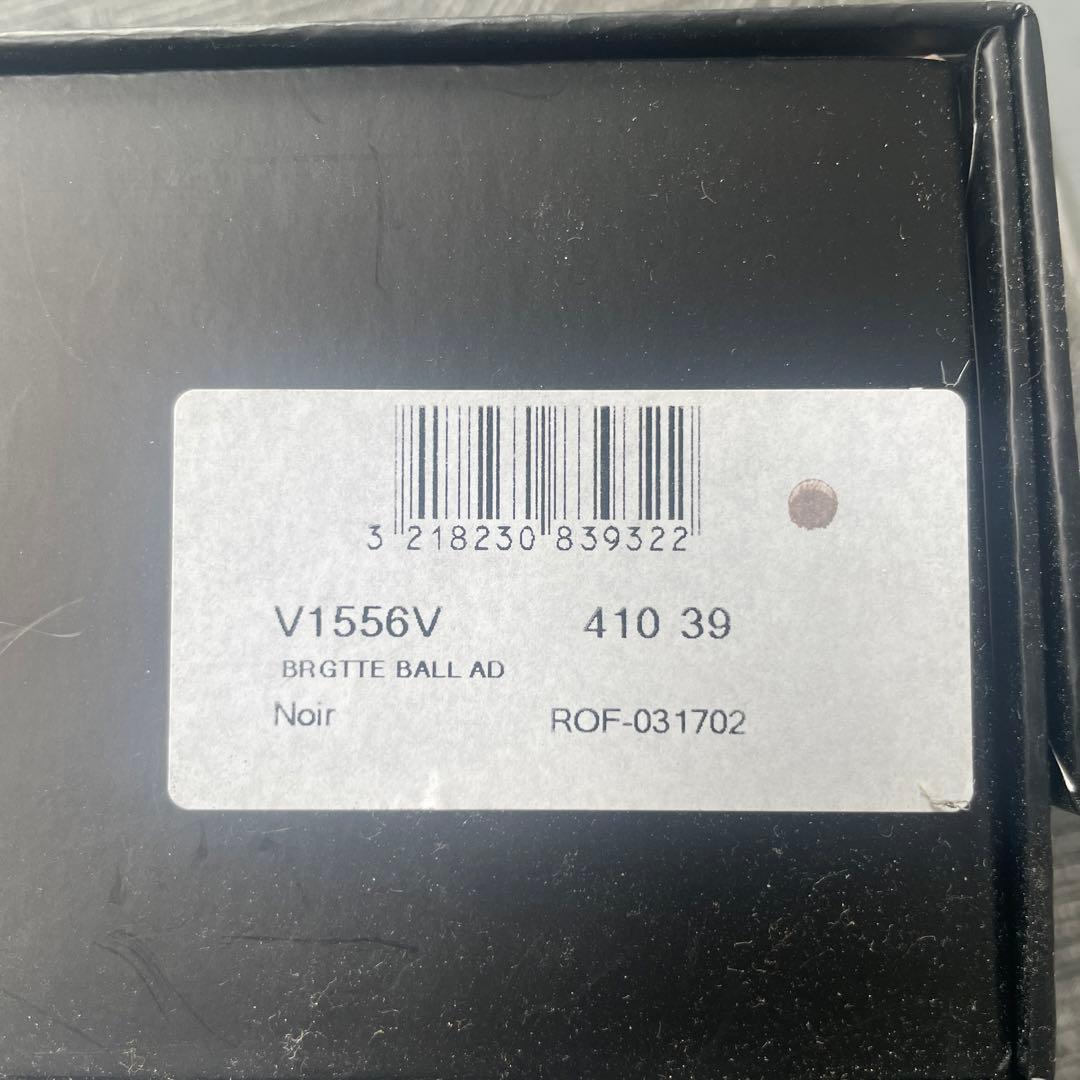 3 218230 839322
V1556V 410 39
BRGTTE BALL AD
Noir ROF-031702